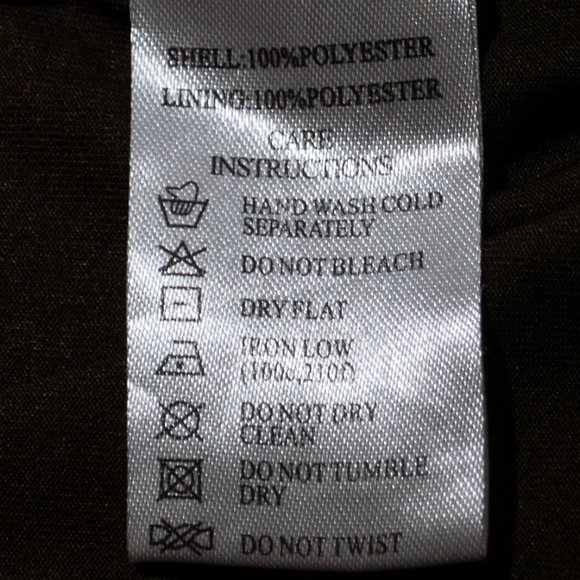 SHELL:100%POLYESTER
LINING:100%POLYESTER
CARE
INSTRUCTIONS
HAND WASH COLD
SEPARATELY
DO NOT BLEACH
DRY FLAT
IRON LOW
(100c,210f)
DO NOT DRY
CLEAN
DO NOT TUMBLE
DRY
DO NOT TWIST